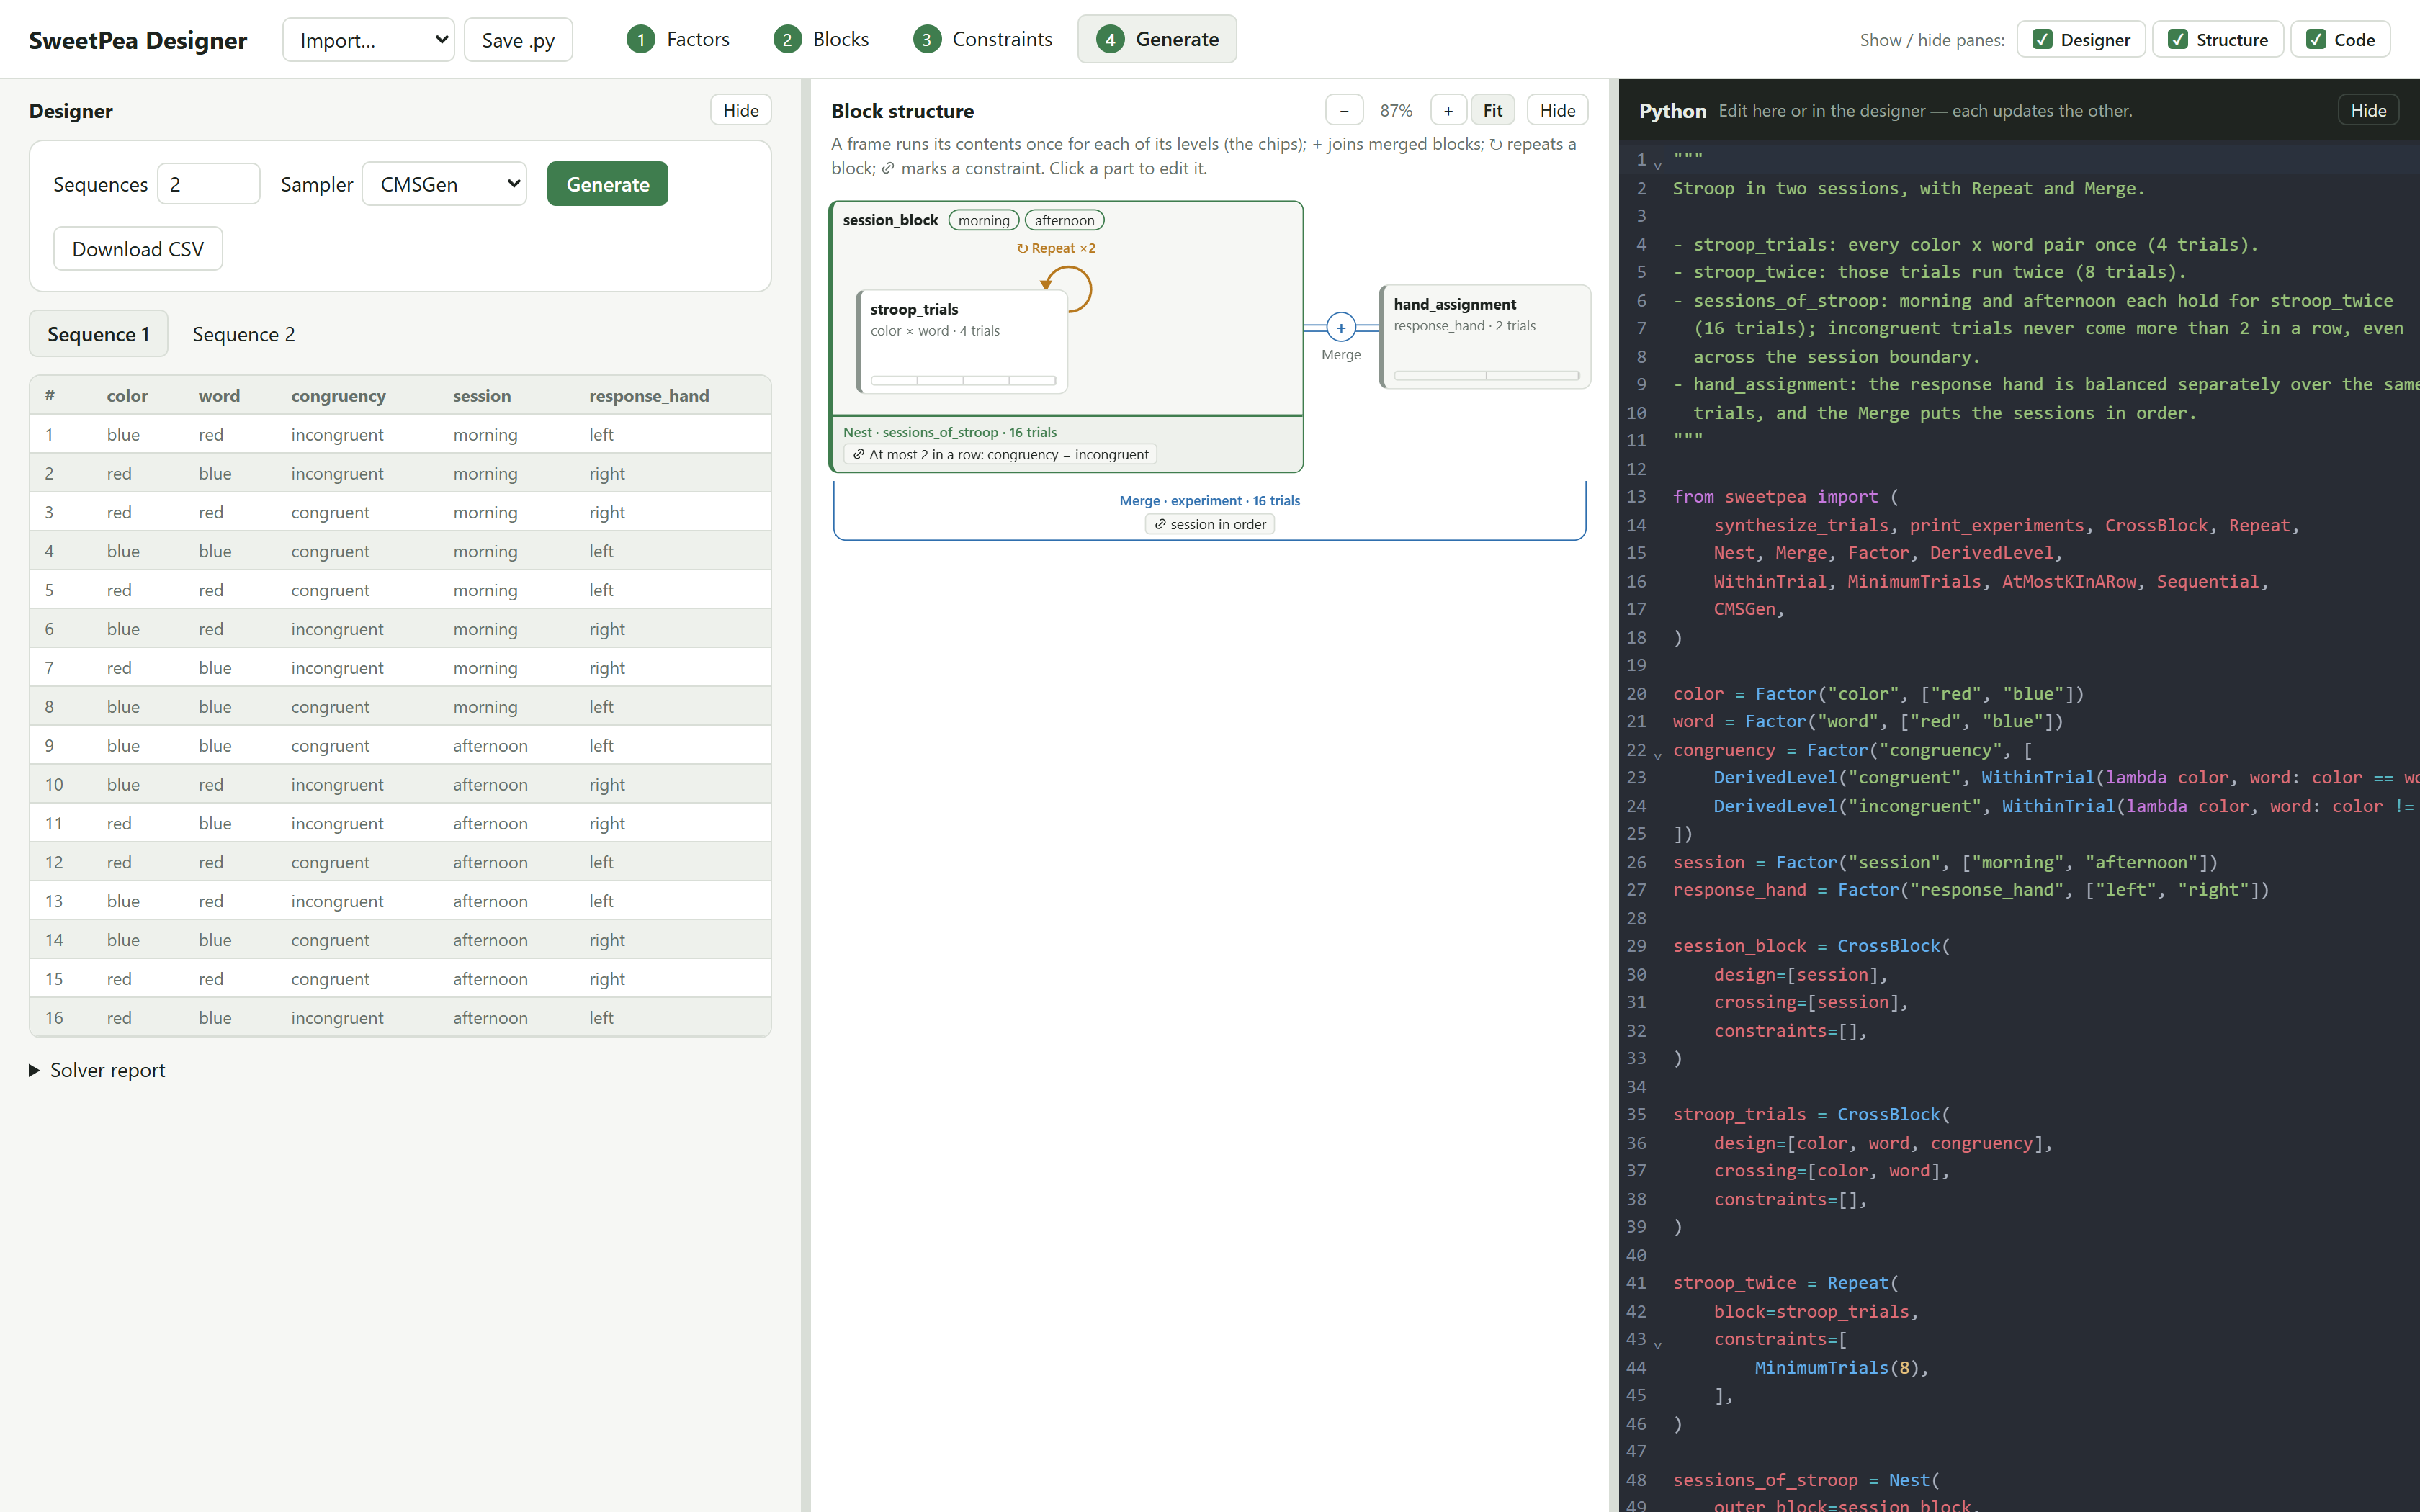 SweetPea Designer
Import...
Save .py
1 Factors
2 Blocks
3 Constraints
4 Generate
Show / hide panes:
Designer
Structure
Code
Designer
Hide
Sequences 2
Sampler CMSGen
Generate
Download CSV
Sequence 1
Sequence 2
# color word congruency session response_hand
1 blue red incongruent morning left
2 red blue incongruent morning right
3 red red congruent morning right
4 blue blue congruent morning left
5 red red congruent morning left
6 blue red incongruent morning right
7 red blue incongruent morning right
8 blue blue congruent morning left
9 blue blue congruent afternoon left
10 blue red incongruent afternoon right
11 red blue incongruent afternoon right
12 red red congruent afternoon left
13 blue red incongruent afternoon left
14 blue blue congruent afternoon right
15 red red congruent afternoon right
16 red blue incongruent afternoon left
Solver report
Block structure
−
87%
+
Fit
Hide
A frame runs its contents once for each of its levels (the chips); + joins merged blocks; ↻ repeats a
block; 🔗 marks a constraint. Click a part to edit it.
session_block morning afternoon
↻ Repeat ×2
stroop_trials
color × word · 4 trials
Nest · sessions_of_stroop · 16 trials
🔗 At most 2 in a row: congruency = incongruent
+
Merge
hand_assignment
response_hand · 2 trials
Merge · experiment · 16 trials
🔗 session in order
Python Edit here or in the designer — each updates the other.
Hide
1 """
2 Stroop in two sessions, with Repeat and Merge.
3
4 - stroop_trials: every color x word pair once (4 trials).
5 - stroop_twice: those trials run twice (8 trials).
6 - sessions_of_stroop: morning and afternoon each hold for stroop_twice
7   (16 trials); incongruent trials never come more than 2 in a row, even
8   across the session boundary.
9 - hand_assignment: the response hand is balanced separately over the same
10   trials, and the Merge puts the sessions in order.
11 """
12
13 from sweetpea import (
14     synthesize_trials, print_experiments, CrossBlock, Repeat,
15     Nest, Merge, Factor, DerivedLevel,
16     WithinTrial, MinimumTrials, AtMostKInARow, Sequential,
17     CMSGen,
18 )
19
20 color = Factor("color", ["red", "blue"])
21 word = Factor("word", ["red", "blue"])
22 congruency = Factor("congruency", [
23     DerivedLevel("congruent", WithinTrial(lambda color, word: color == wo
24     DerivedLevel("incongruent", WithinTrial(lambda color, word: color !=
25 ])
26 session = Factor("session", ["morning", "afternoon"])
27 response_hand = Factor("response_hand", ["left", "right"])
28
29 session_block = CrossBlock(
30     design=[session],
31     crossing=[session],
32     constraints=[],
33 )
34
35 stroop_trials = CrossBlock(
36     design=[color, word, congruency],
37     crossing=[color, word],
38     constraints=[],
39 )
40
41 stroop_twice = Repeat(
42     block=stroop_trials,
43     constraints=[
44         MinimumTrials(8),
45     ],
46 )
47
48 sessions_of_stroop = Nest(
49     outer_block=session_block,